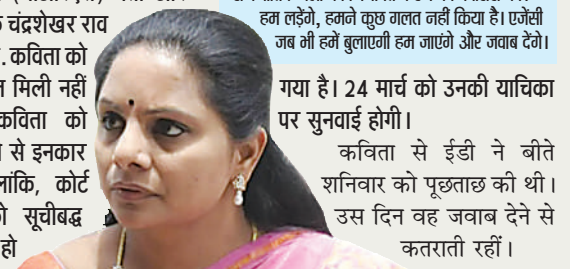 चंद्रशेखर राव
. कविता को
मिली नहीं
कविता को
से इनकार
लांकि, कोर्ट
सूचीबद्ध
हो
हम लड़ेंगे, हमने कुछ गलत नहीं किया है। एजेंसी
जब भी हमें बुलाएगी हम जाएंगे और जवाब देंगे।
गया है। 24 मार्च को उनकी याचिका
पर सुनवाई होगी।
कविता से ईडी ने बीते
शनिवार को पूछताछ की थी।
उस दिन वह जवाब देने से
कतराती रहीं।